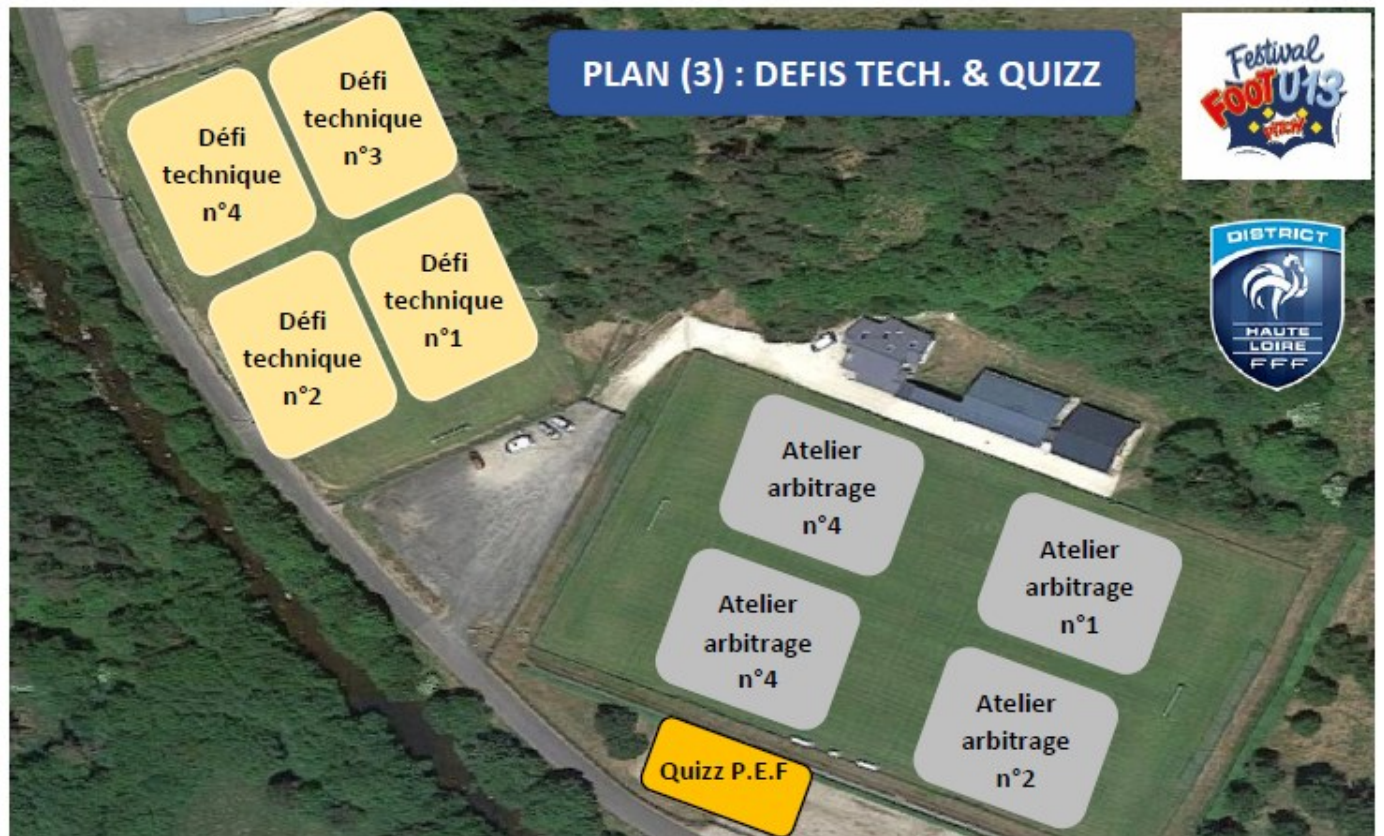 PLAN (3) : DEFIS TECH. & QUIZZ
Festival
FOOT U13
PITCH
DISTRICT
HAUTE
LOIRE
FFF
Défi
technique
n°3
Défi
technique
n°4
Défi
technique
n°1
Défi
technique
n°2
Atelier
arbitrage
n°4
Atelier
arbitrage
n°1
Atelier
arbitrage
n°4
Atelier
arbitrage
n°2
Quizz P.E.F